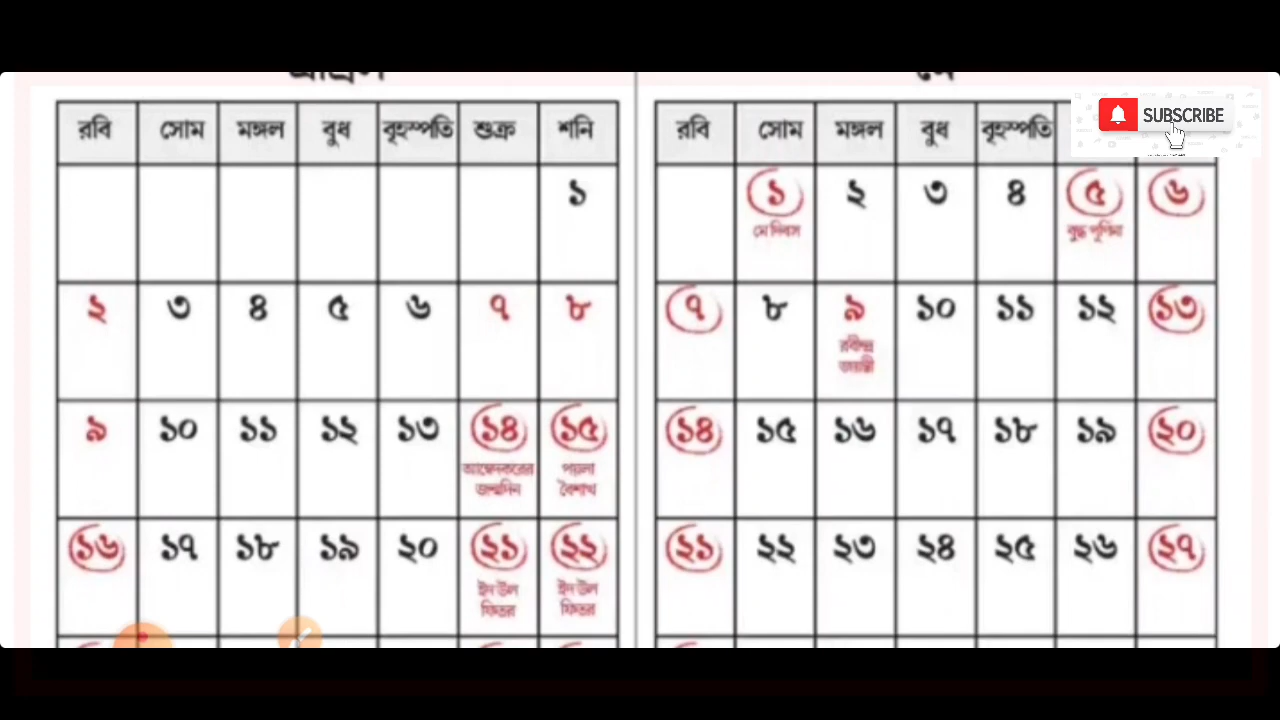 রবি সোম মঙ্গল বুধ বৃহস্পতি শুক্র শনি
১
২ ৩ ৪ ৫ ৬ ৭ ৮
৯ ১০ ১১ ১২ ১৩ ১৪ ১৫
আম্বেদকরের পয়লা
জন্মদিন বৈশাখ
১৬ ১৭ ১৮ ১৯ ২০ ২১ ২২
ইদ উল ইদ উল
ফিতর ফিতর
রবি সোম মঙ্গল বুধ বৃহস্পতি
SUBSCRIBE
১ ২ ৩ ৪ ৫ ৬
মে দিবস বুদ্ধ পূর্ণিমা
৭ ৮ ৯ ১০ ১১ ১২ ১৩
রবীন্দ্র
জয়ন্তী
১৪ ১৫ ১৬ ১৭ ১৮ ১৯ ২০
২১ ২২ ২৩ ২৪ ২৫ ২৬ ২৭